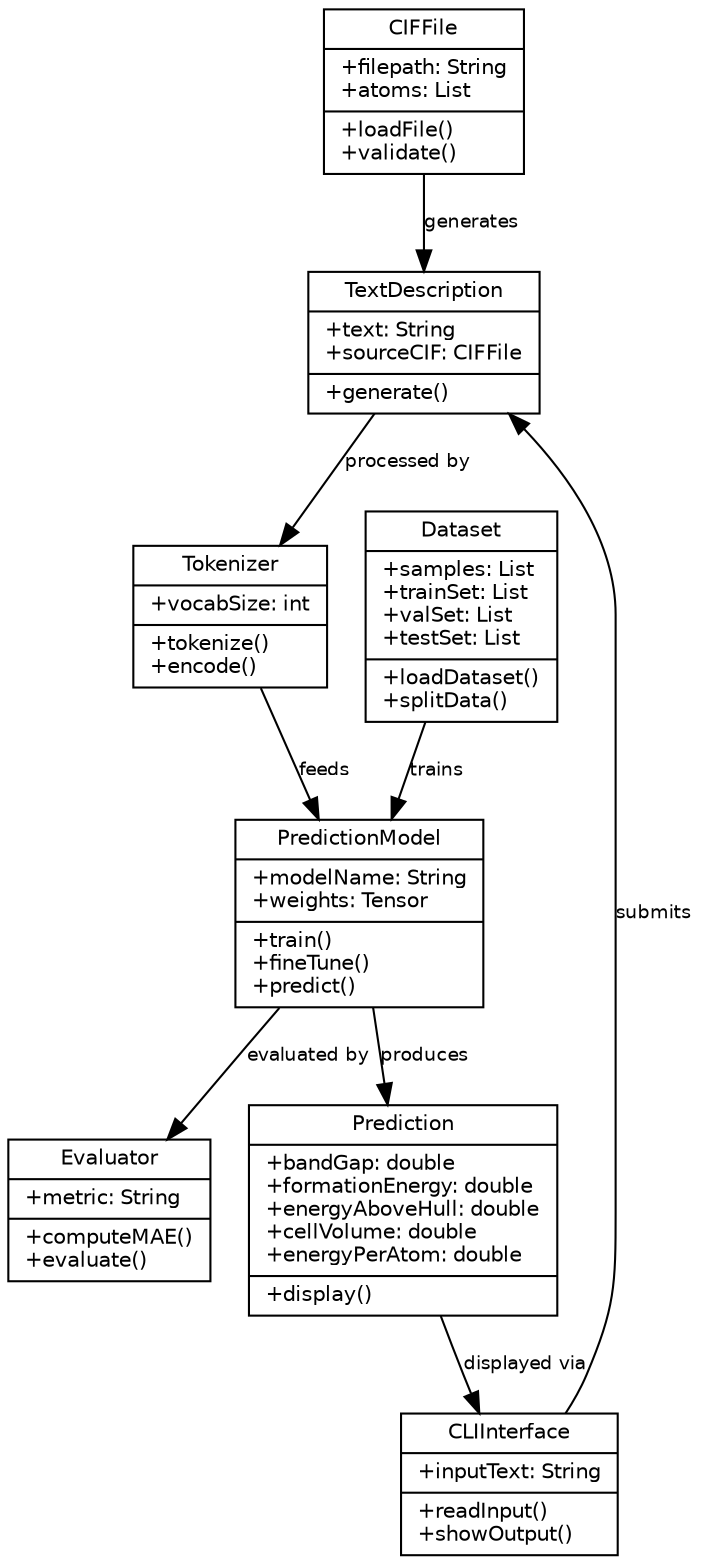 CIFFile
+filepath: String
+atoms: List
+loadFile()
+validate()
generates
TextDescription
+text: String
+sourceCIF: CIFFile
+generate()
processed by
Tokenizer
+vocabSize: int
+tokenize()
+encode()
Dataset
+samples: List
+trainSet: List
+valSet: List
+testSet: List
+loadDataset()
+splitData()
feeds
trains
PredictionModel
+modelName: String
+weights: Tensor
+train()
+fineTune()
+predict()
submits
evaluated by
produces
Evaluator
+metric: String
+computeMAE()
+evaluate()
Prediction
+bandGap: double
+formationEnergy: double
+energyAboveHull: double
+cellVolume: double
+energyPerAtom: double
+display()
displayed via
CLIInterface
+inputText: String
+readInput()
+showOutput()